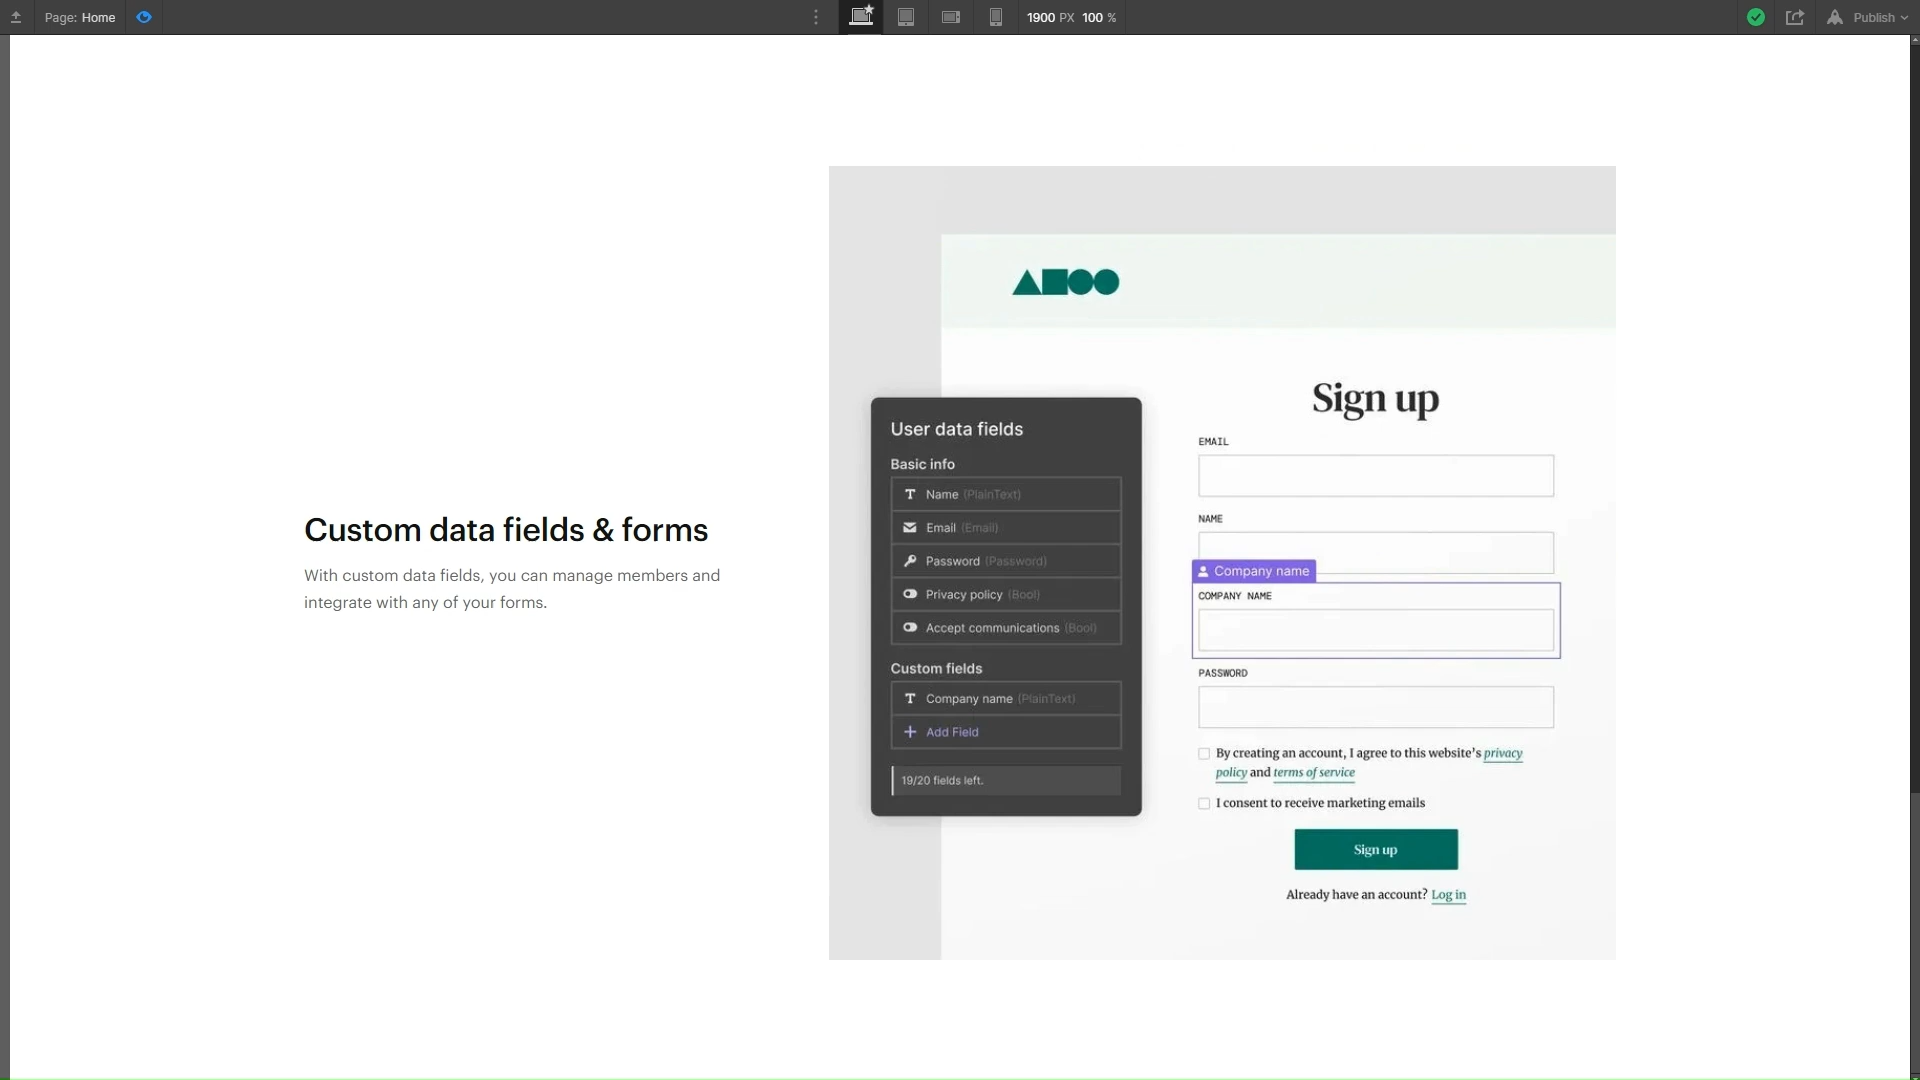 Page: Home
1900 PX 100 %
Publish
Custom data fields & forms
With custom data fields, you can manage members and
integrate with any of your forms.
User data fields
Basic info
Name (PlainText)
Email (Email)
Password (Password)
Privacy policy (Bool)
Accept communications (Bool)
Custom fields
Company name (PlainText)
Add Field
19/20 fields left.
Sign up
EMAIL
NAME
Company name
COMPANY NAME
PASSWORD
By creating an account, I agree to this website’s privacy
policy and terms of service
I consent to receive marketing emails
Sign up
Already have an account? Log in